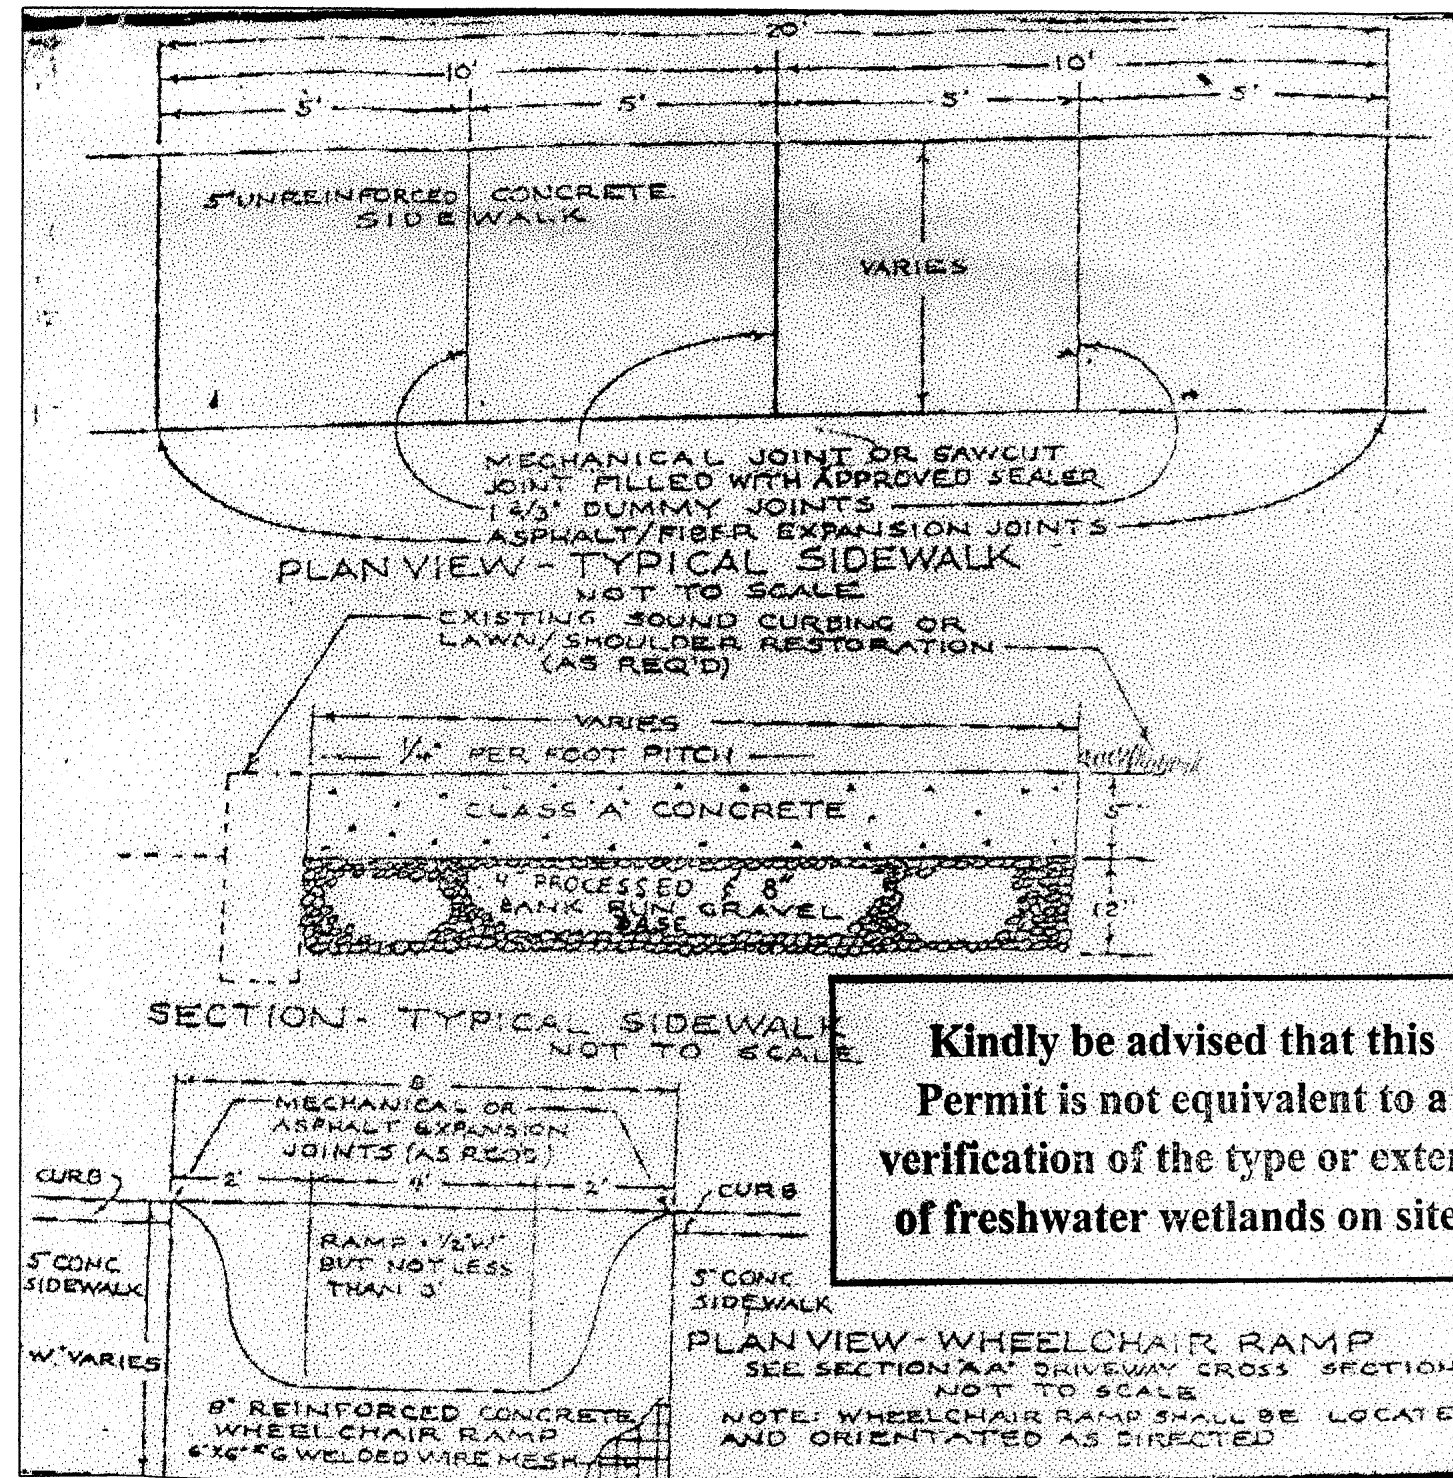 20'
10' 10'
5' 5' 5' 5'
5" UNREINFORCED CONCRETE
SIDEWALK
VARIES
MECHANICAL JOINT OR SAWCUT
JOINT FILLED WITH APPROVED SEALER
DUMMY JOINTS
ASPHALT/FIBER EXPANSION JOINTS
PLAN VIEW - TYPICAL SIDEWALK
NOT TO SCALE
EXISTING SOUND CURBING OR
LAWN/SHOULDER RESTORATION
(AS REQ'D)
VARIES
1/4" PER FOOT PITCH
CLASS 'A' CONCRETE
5"
4" PROCESSED & 8"
BANK RUN GRAVEL
BASE
12"
SECTION - TYPICAL SIDEWALK
NOT TO SCALE
Kindly be advised that this
Permit is not equivalent to a
verification of the type or exte
of freshwater wetlands on site
8'
MECHANICAL OR
ASPHALT EXPANSION
JOINTS (AS REQD)
2' 4' 2'
CURB
CURB
RAMP = 1/2"W"
BUT NOT LESS
THAN 3'
5" CONC
SIDEWALK
5" CONC
SIDEWALK
"W" VARIES
PLAN VIEW - WHEELCHAIR RAMP
SEE SECTION "AA" DRIVEWAY CROSS SECTION
NOT TO SCALE
8" REINFORCED CONCRETE
WHEELCHAIR RAMP
6"X6" #6 WELDED WIRE MESH
NOTE: WHEELCHAIR RAMP SHALL BE LOCATE
AND ORIENTATED AS DIRECTED